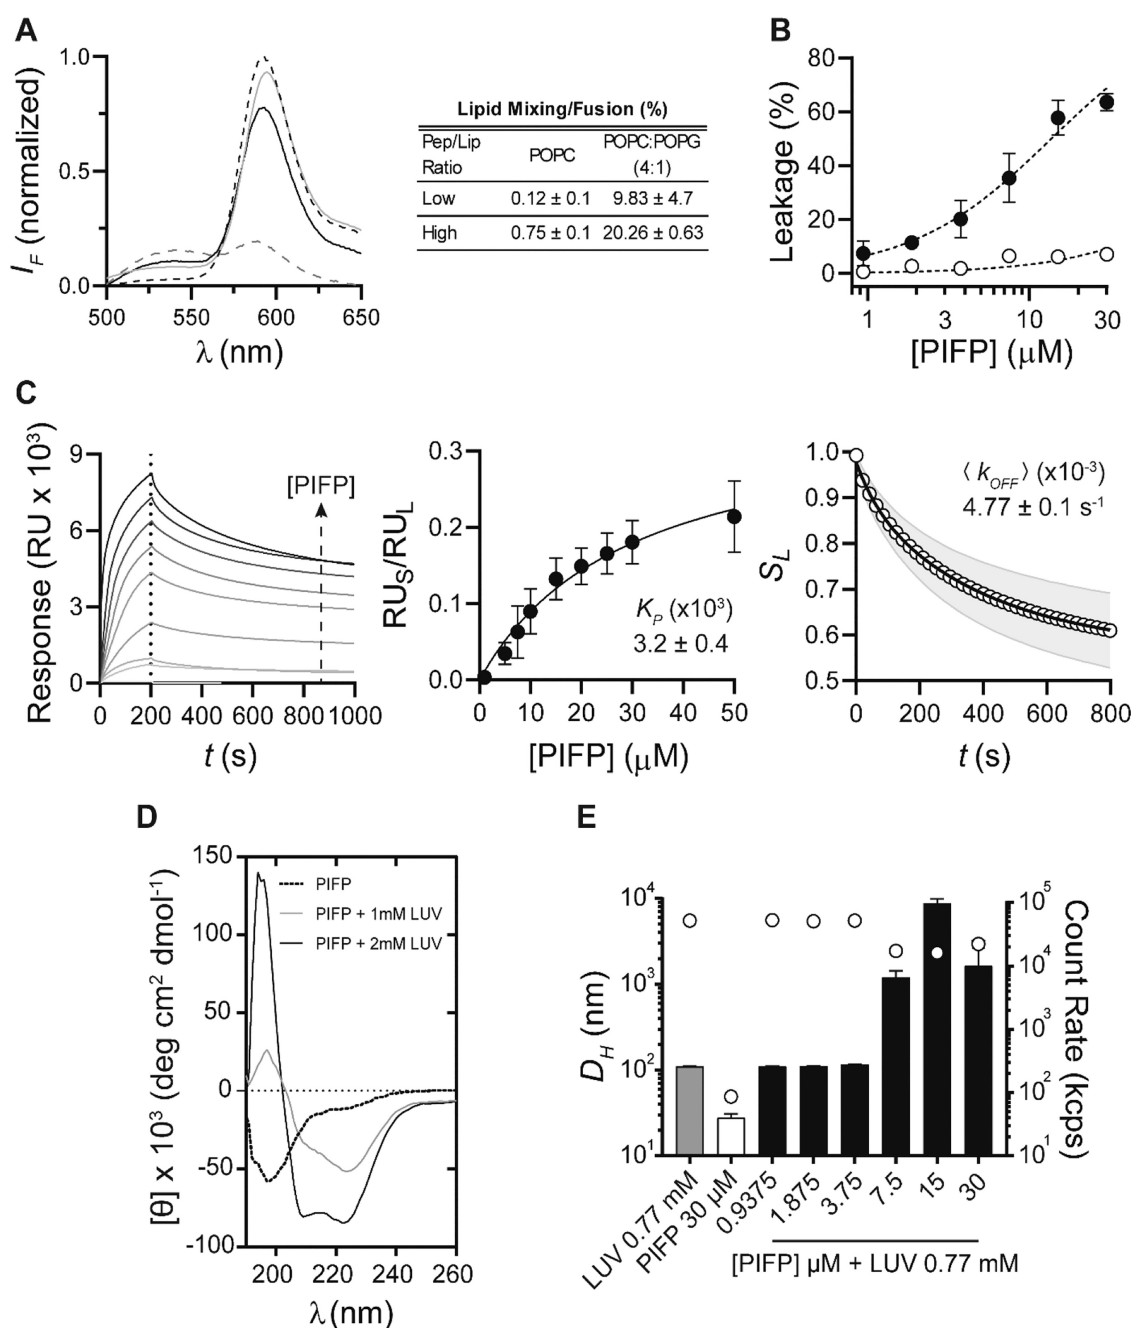 A
1.0
0.5
0.0
I_F (normalized)
500 550 600 650
λ (nm)
Lipid Mixing/Fusion (%)
Pep/Lip Ratio POPC POPC:POPG (4:1)
Low 0.12 ± 0.1 9.83 ± 4.7
High 0.75 ± 0.1 20.26 ± 0.63
B
80
60
40
20
0
Leakage (%)
1 3 10 30
[PIFP] (μM)
C
9
6
3
0
Response (RU x 10³)
[PIFP]
0 200 400 600 800 1000
t (s)
0.3
0.2
0.1
0.0
RU_S/RU_L
K_P (x10³)
3.2 ± 0.4
0 10 20 30 40 50
[PIFP] (μM)
1.0
0.9
0.8
0.7
0.6
0.5
S_L
⟨ k_OFF ⟩ (x10⁻³)
4.77 ± 0.1 s⁻¹
0 200 400 600 800
t (s)
D
150
100
50
0
-50
-100
[θ] x 10³ (deg cm² dmol⁻¹)
PIFP
PIFP + 1mM LUV
PIFP + 2mM LUV
200 220 240 260
λ (nm)
E
10⁴
10³
10²
10¹
D_H (nm)
10⁵
10⁴
10³
10²
10¹
Count Rate (kcps)
LUV 0.77 mM
PIFP 30 μM
0.9375
1.875
3.75
7.5
15
30
[PIFP] μM + LUV 0.77 mM